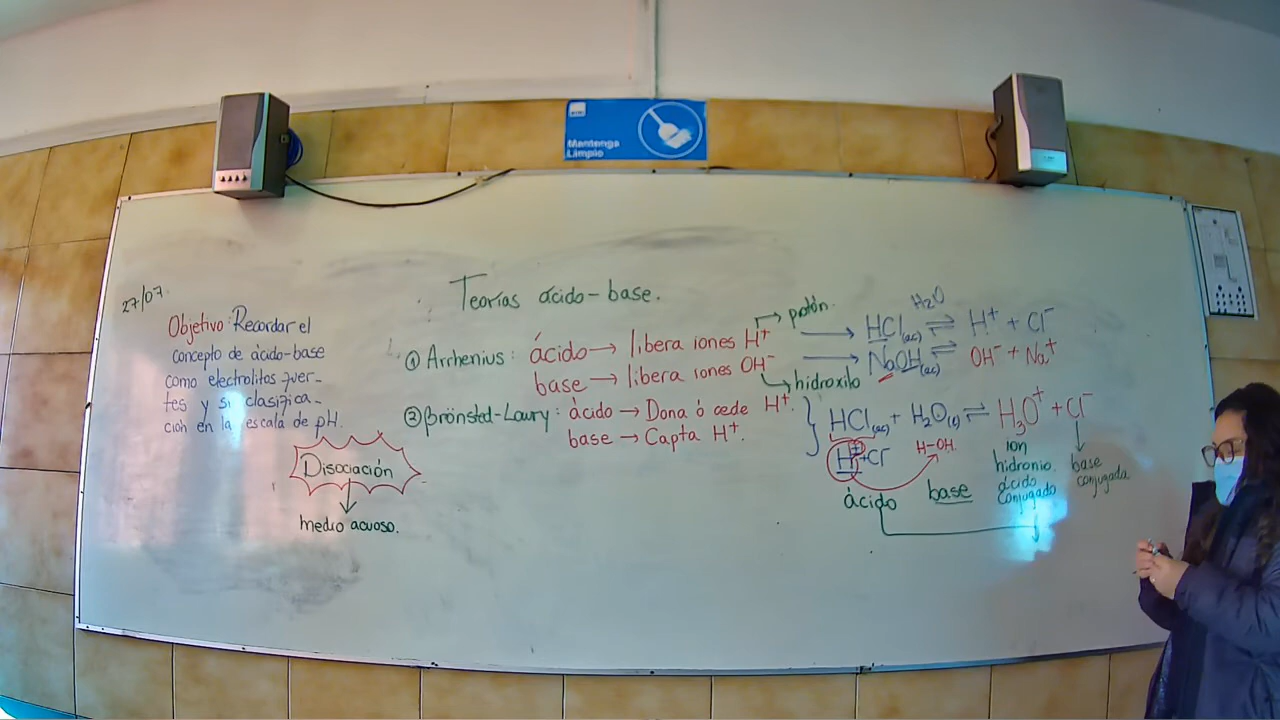 Mantenga
Limpio
27/07.
Teorías ácido-base.
Objetivo: Recordar el
concepto de ácido-base
como electrolitos fuer-
tes y su clasifica-
ción en la escala de pH.
Disociación
medio acuoso.
① Arrhenius: ácido → libera iones H⁺ → protón.
base → libera iones OH⁻ → hidroxilo
② Brönsted-Lowry: ácido → Dona ó cede H⁺.
base → Capta H⁺.
H₂O
HCl(ac) ⇌ H⁺ + Cl⁻
NaOH(ac) ⇌ OH⁻ + Na⁺
HCl(ac) + H₂O(l) ⇌ H₃O⁺ + Cl⁻
H⁺ + Cl⁻ H-OH.
ácido base
ion
hidronio.
ácido
conjugado
base
conjugada